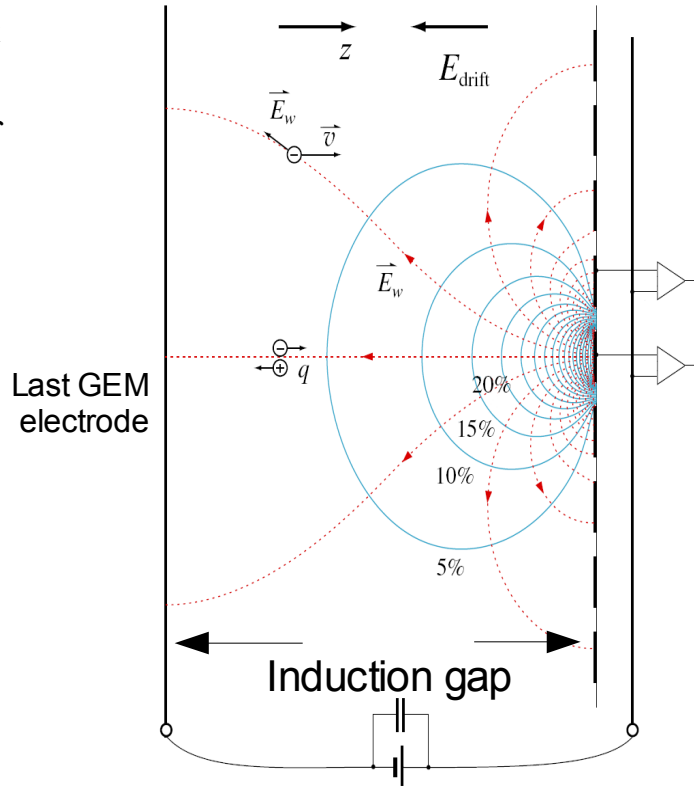 z
E_drift
E_w
v
E_w
q
Last GEM
electrode
20%
15%
10%
5%
Induction gap